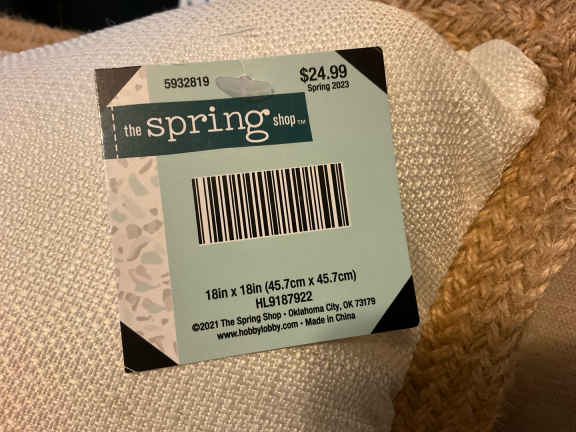 5932819
$24.99
Spring 2023
the spring shop™
18in x 18in (45.7cm x 45.7cm)
HL9187922
©2021 The Spring Shop • Oklahoma City, OK 73179
www.hobbylobby.com • Made in China